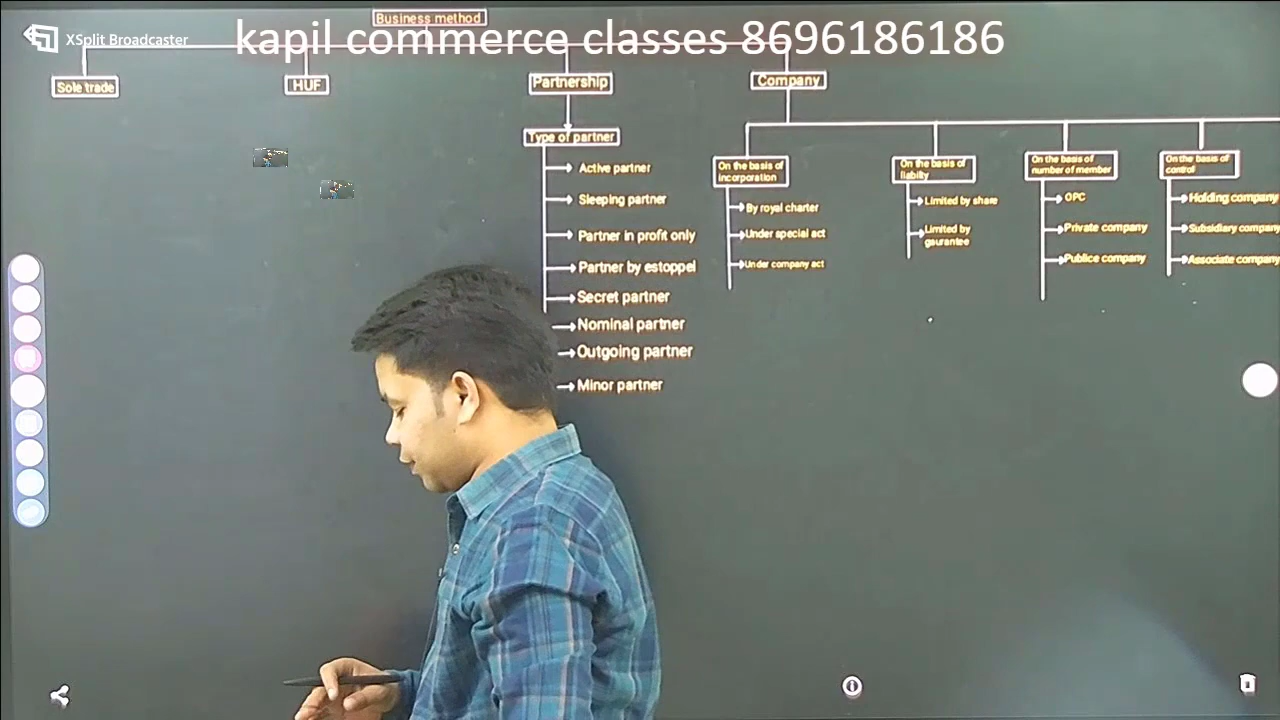 Business method
XSplit Broadcaster
kapil commerce classes 8696186186
Sole trade
HUF
Partnership
Company
Type of partner
Active partner
Sleeping partner
Partner in profit only
Partner by estoppel
Secret partner
Nominal partner
Outgoing partner
Minor partner
On the basis of
incorporation
By royal charter
Under special act
Under company act
On the basis of
liability
Limited by share
Limited by
gaurantee
On the basis of
number of member
OPC
Private company
Publice company
On the basis of
control
Holding company
Subsidiary company
Associate company